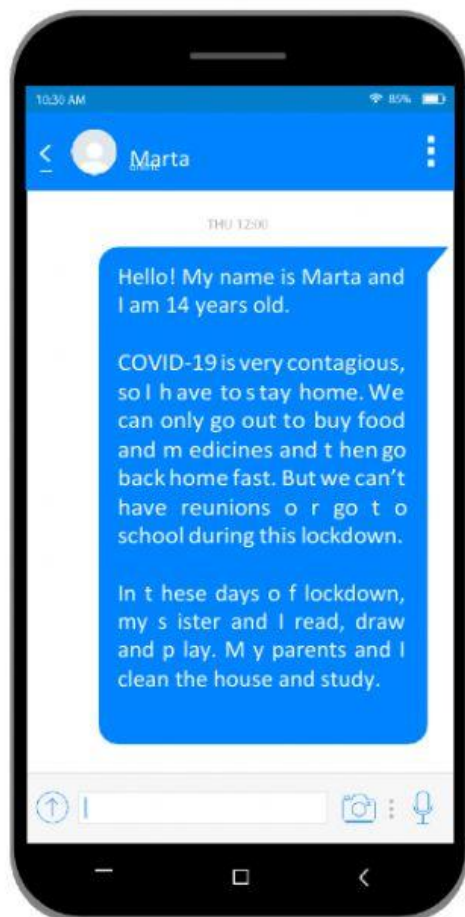 10:30 AM 85%
Marta
online
THU 12:00
Hello! My name is Marta and
I am 14 years old.
COVID-19 is very contagious,
so I h ave to s tay home. We
can only go out to buy food
and m edicines and t hen go
back home fast. But we can't
have reunions o r go t o
school during this lockdown.
In t hese days o f lockdown,
my s ister and I read, draw
and p lay. M y parents and I
clean the house and study.